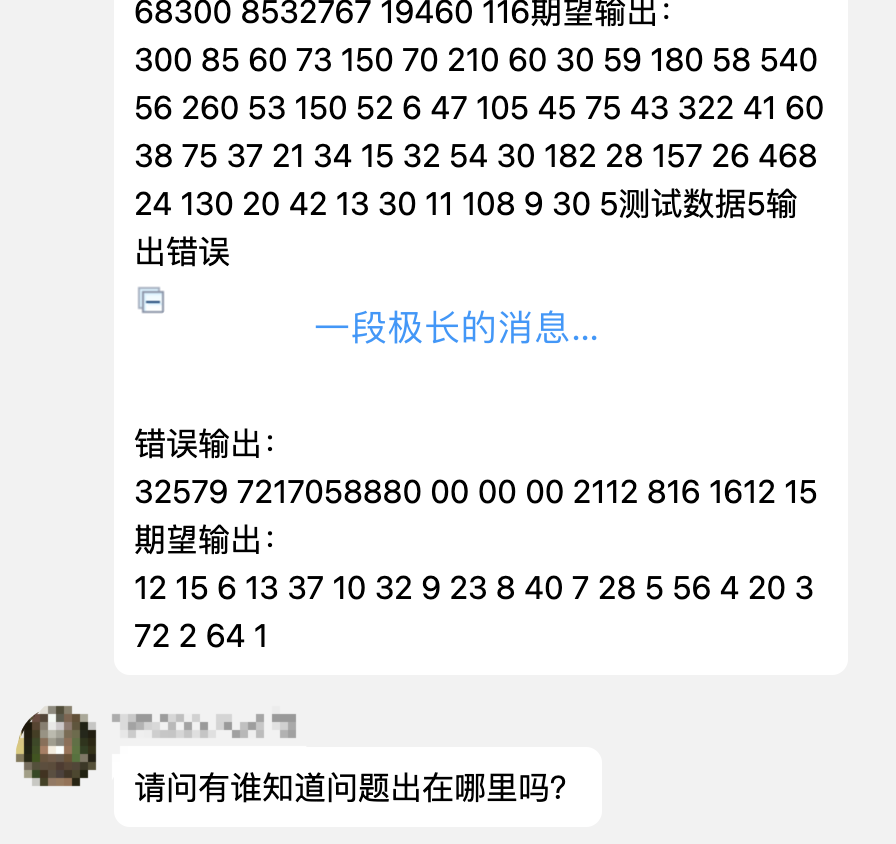 68300 8532767 19460 116期望输出：
300 85 60 73 150 70 210 60 30 59 180 58 540
56 260 53 150 52 6 47 105 45 75 43 322 41 60
38 75 37 21 34 15 32 54 30 182 28 157 26 468
24 130 20 42 13 30 11 108 9 30 5测试数据5输
出错误
一段极长的消息...
错误输出：
32579 7217058880 00 00 00 2112 816 1612 15
期望输出：
12 15 6 13 37 10 32 9 23 8 40 7 28 5 56 4 20 3
72 2 64 1
请问有谁知道问题出在哪里吗？